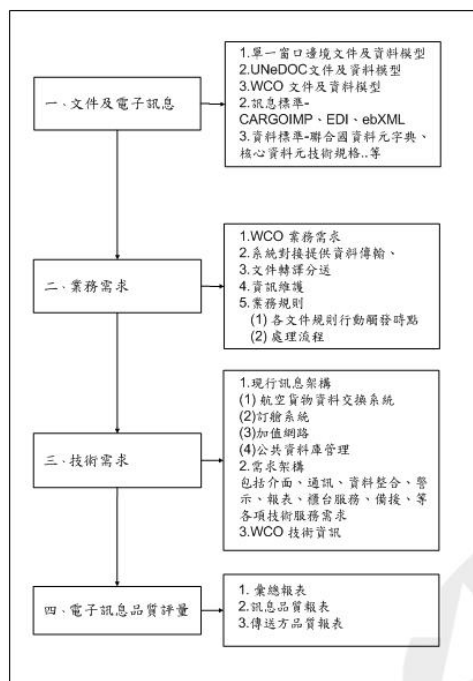 一、文件及電子訊息
1.單一窗口邊境文件及資料模型
2.UNeDOC文件及資料模型
3.WCO 文件及資料模型
2.訊息標準-
CARGOIMP、EDI、ebXML
3.資料標準-聯合國資料元字典、
核心資料元技術規格..等
二、業務需求
1.WCO 業務需求
2.系統對接提供資料傳輸、
3.文件轉譯分送
4.資訊維護
5.業務規則
(1) 各文件規則行動觸發時點
(2) 處理流程
三、技術需求
1.現行訊息架構
(1) 航空貨物資料交換系統
(2)訂艙系統
(3)加值網路
(4)公共資料庫管理
2.需求架構
包括介面、通訊、資料整合、警
示、報表、櫃台服務、備援、等
各項技術服務需求
3.WCO 技術資訊
四、電子訊息品質評量
1. 彙總報表
2.訊息品質報表
3.傳送方品質報表